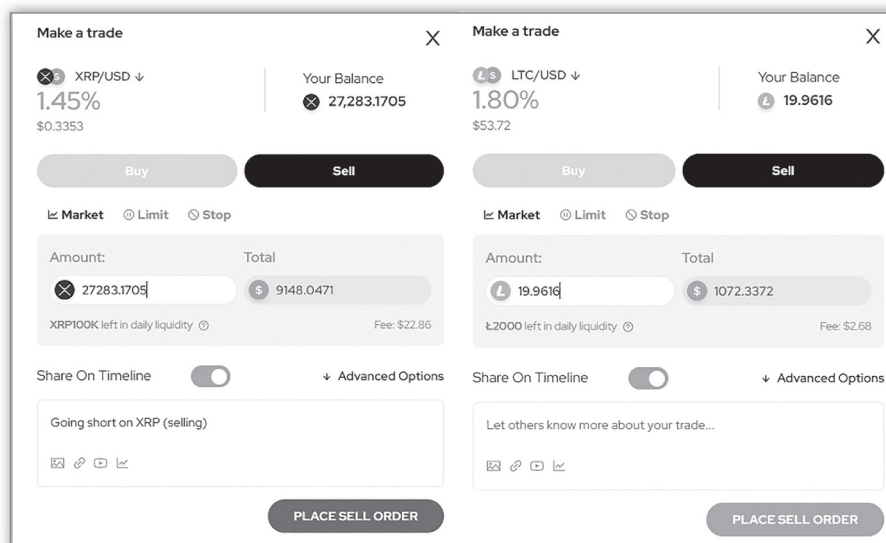 Make a trade
XRP/USD ↓
1.45%
$0.3353
Your Balance
27,283.1705
Buy
Sell
Market
Limit
Stop
Amount:
Total
27283.1705
$ 9148.0471
XRP100K left in daily liquidity ?
Fee: $22.86
Share On Timeline
↓ Advanced Options
Going short on XRP (selling)
PLACE SELL ORDER
Make a trade
LTC/USD ↓
1.80%
$53.72
Your Balance
Ł 19.9616
Buy
Sell
Market
Limit
Stop
Amount:
Total
Ł 19.9616
$ 1072.3372
Ł2000 left in daily liquidity ?
Fee: $2.68
Share On Timeline
↓ Advanced Options
Let others know more about your trade...
PLACE SELL ORDER